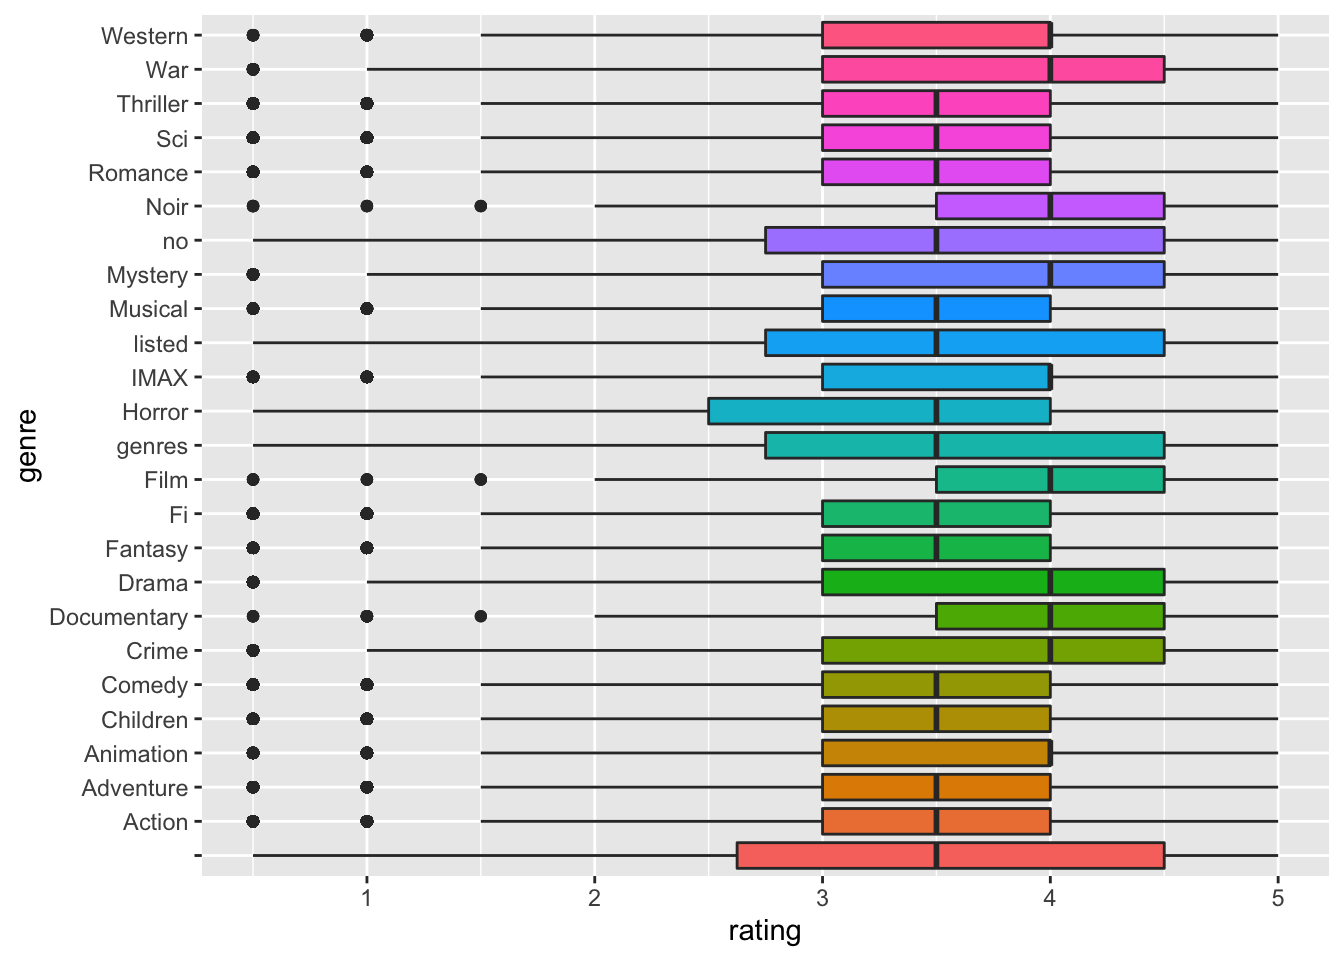 Western
War
Thriller
Sci
Romance
Noir
no
Mystery
Musical
listed
IMAX
Horror
genres
Film
Fi
Fantasy
Drama
Documentary
Crime
Comedy
Children
Animation
Adventure
Action
genre
1 2 3 4 5
rating